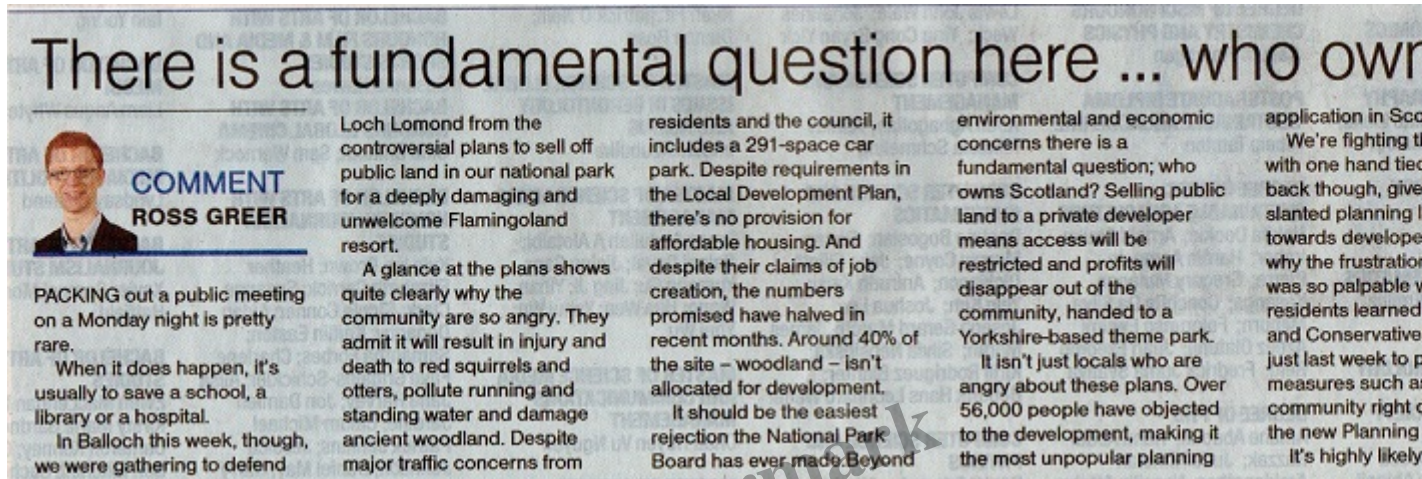 There is a fundamental question here ... who
COMMENT
ROSS GREER
PACKING out a public meeting
on a Monday night is pretty
rare.
When it does happen, it's
usually to save a school, a
library or a hospital.
In Balloch this week, though,
we were gathering to defend
Loch Lomond from the
controversial plans to sell off
public land in our national park
for a deeply damaging and
unwelcome Flamingoland
resort.
A glance at the plans shows
quite clearly why the
community are so angry. They
admit it will result in injury and
death to red squirrels and
otters, pollute running and
standing water and damage
ancient woodland. Despite
major traffic concerns from
residents and the council, it
includes a 291-space car
park. Despite requirements in
the Local Development Plan,
there's no provision for
affordable housing. And
despite their claims of job
creation, the numbers
promised have halved in
recent months. Around 40% of
the site – woodland – isn't
allocated for development.
It should be the easiest
rejection the National Park
Board has ever made.Beyond
environmental and economic
concerns there is a
fundamental question; who
owns Scotland? Selling public
land to a private developer
means access will be
restricted and profits will
disappear out of the
community, handed to a
Yorkshire-based theme park.
It isn't just locals who are
angry about these plans. Over
56,000 people have objected
to the development, making it
the most unpopular planning
application in
We're fighting
with one hand tied
back though,
slanted planning
towards
why the frustration
was so palpable
residents learned
and Conservative
just last week to
measures such
community right
the new Planning
It's highly likely
mark